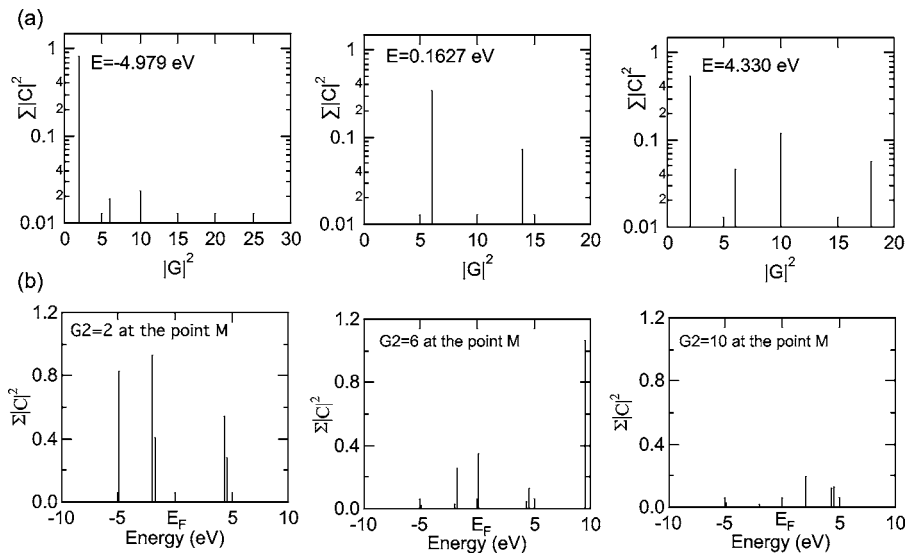 (a)
E=-4.979 eV
Σ|C|²
1
4
2
0.1
4
2
0.01
0 5 10 15 20 25 30
|G|²
E=0.1627 eV
Σ|C|²
1
6
4
2
0.1
6
4
2
0.01
0 5 10 15 20
|G|²
E=4.330 eV
Σ|C|²
1
6
4
2
0.1
6
4
2
0.01
0 5 10 15 20
|G|²
(b)
G2=2 at the point M
Σ|C|²
1.2
0.8
0.4
0.0
-10 -5 E_F 5 10
Energy (eV)
G2=6 at the point M
Σ|C|²
1.2
0.8
0.4
0.0
-10 -5 E_F 5 10
Energy (eV)
G2=10 at the point M
Σ|C|²
1.2
0.8
0.4
0.0
-10 -5 E_F 5 10
Energy (eV)